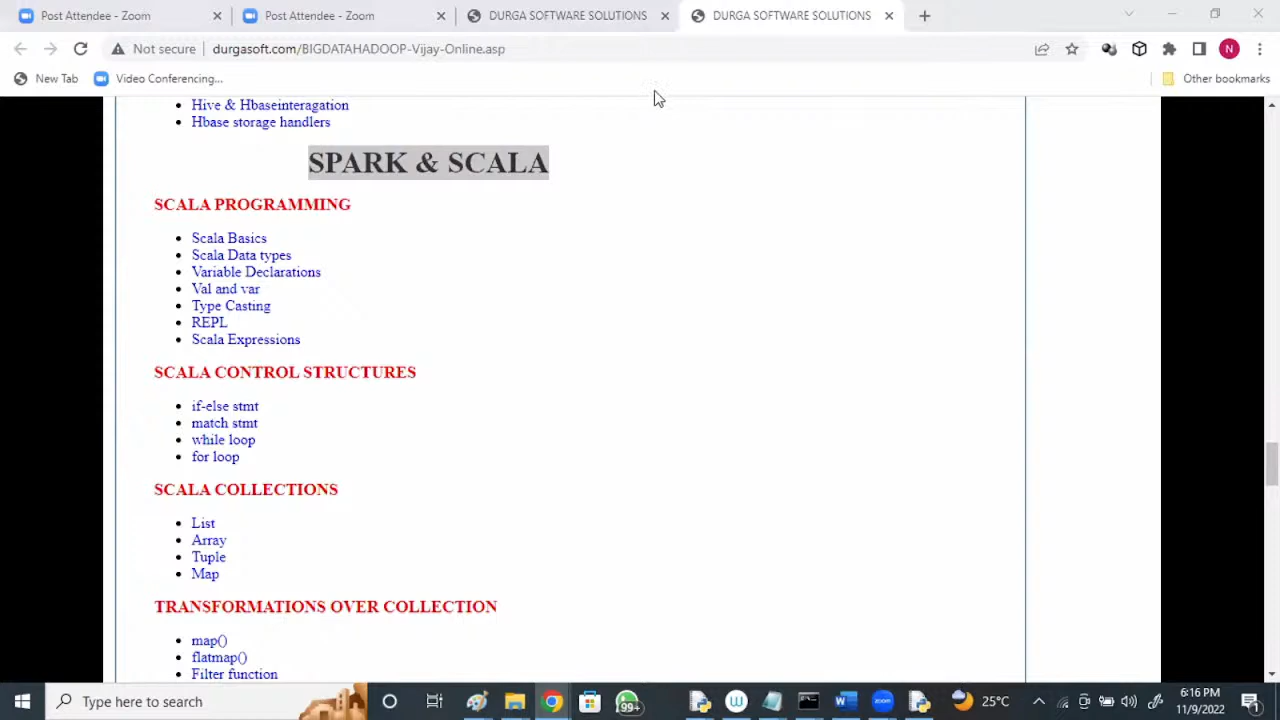 Post Attendee - Zoom
Post Attendee - Zoom
DURGA SOFTWARE SOLUTIONS
DURGA SOFTWARE SOLUTIONS
Not secure
durgasoft.com/BIGDATAHADOOP-Vijay-Online.asp
N
New Tab
Video Conferencing...
Other bookmarks
Hive & Hbaseinteragation
Hbase storage handlers
SPARK & SCALA
SCALA PROGRAMMING
Scala Basics
Scala Data types
Variable Declarations
Val and var
Type Casting
REPL
Scala Expressions
SCALA CONTROL STRUCTURES
if-else stmt
match stmt
while loop
for loop
SCALA COLLECTIONS
List
Array
Tuple
Map
TRANSFORMATIONS OVER COLLECTION
map()
flatmap()
Filter function
Type here to search
99+
W
W
zoom
25°C
6:16 PM
11/9/2022
1